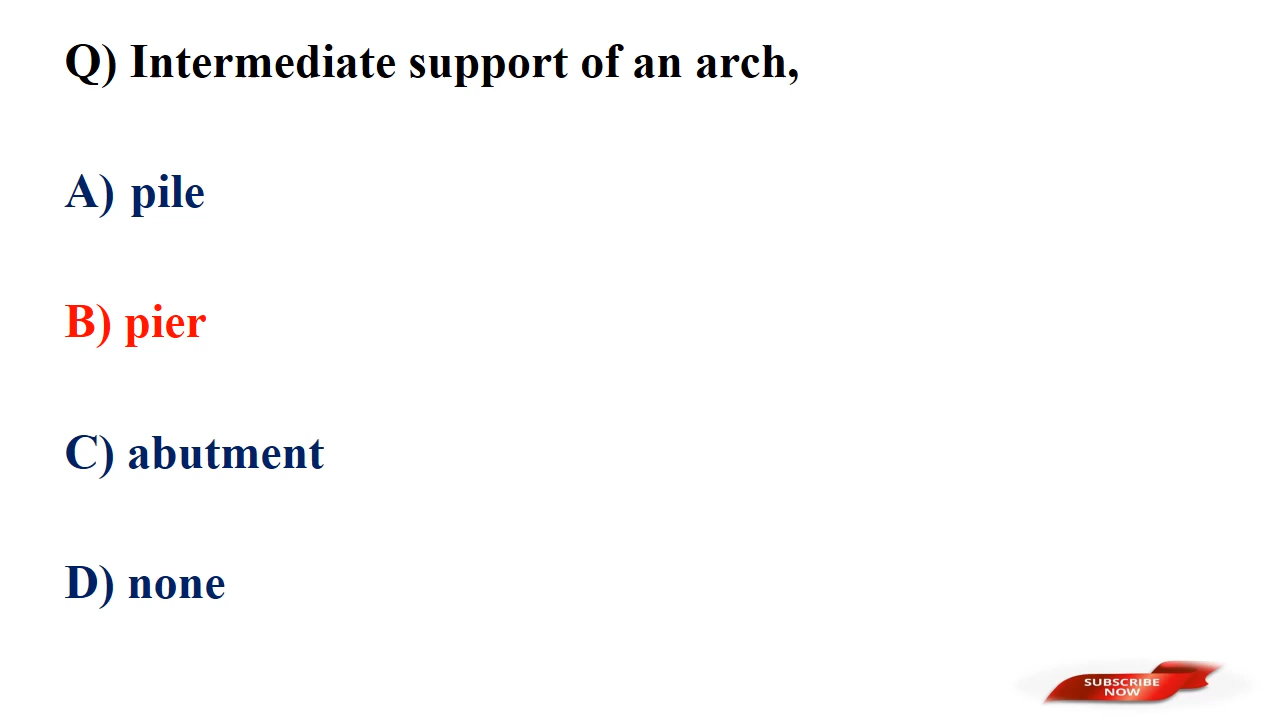 Q) Intermediate support of an arch,
A) pile
B) pier
C) abutment
D) none
SUBSCRIBE
NOW